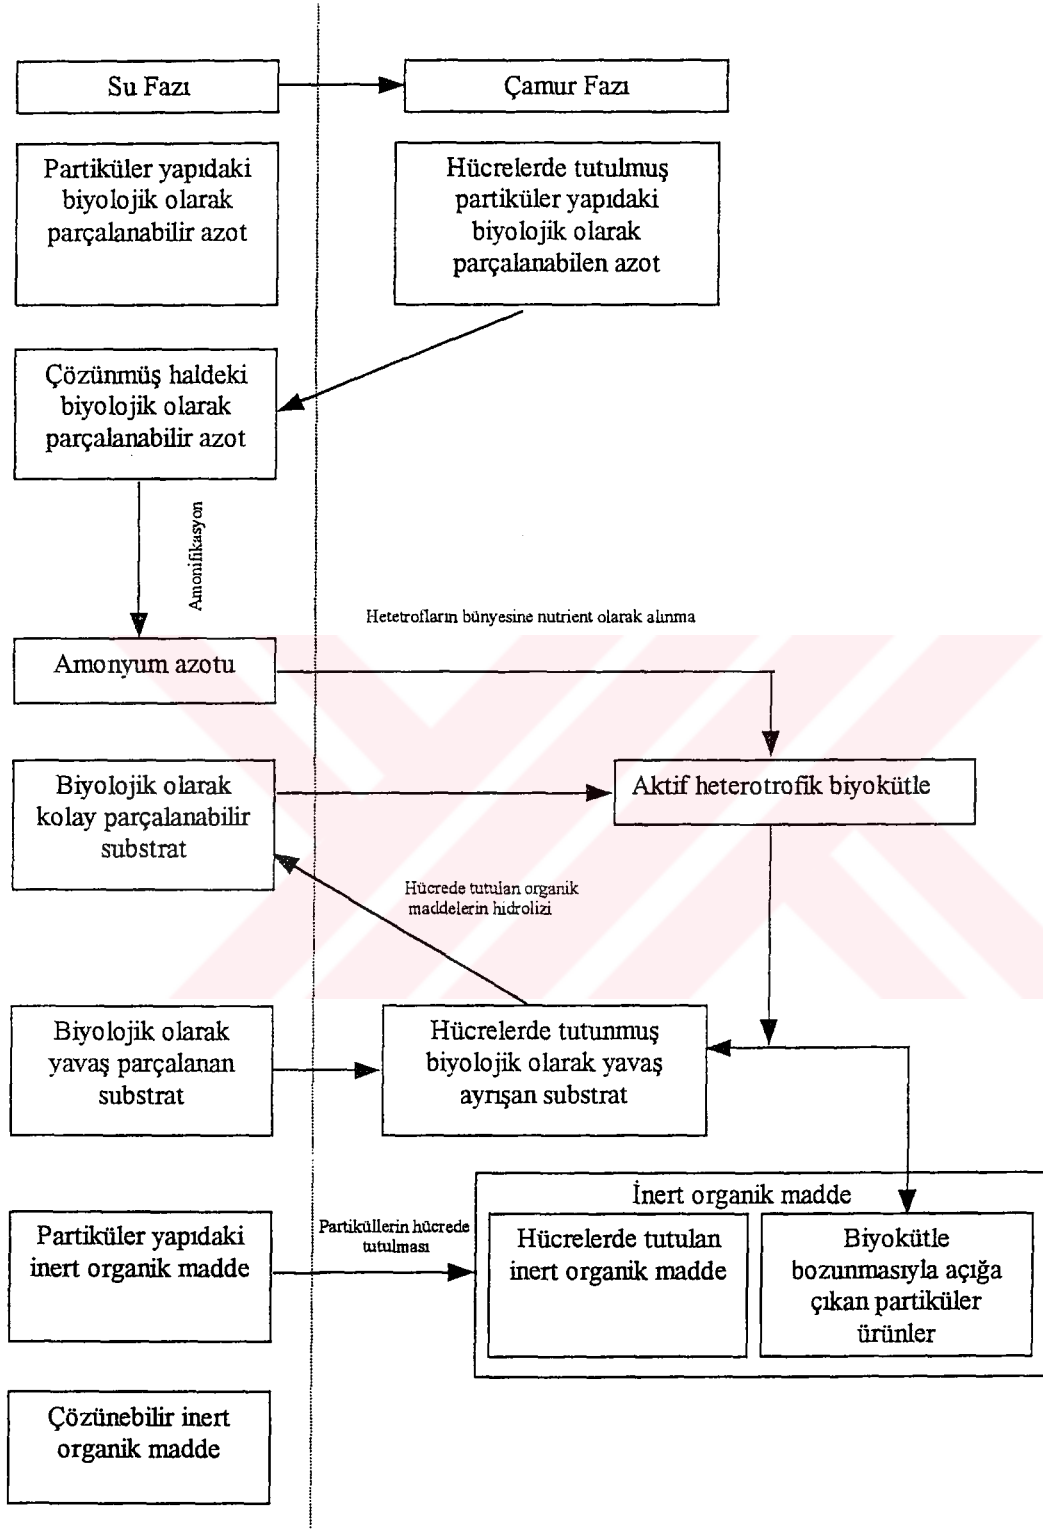 Su Fazı
Çamur Fazı
Partiküler yapıdaki
biyolojik olarak
parçalanabilir azot
Hücrelerde tutulmuş
partiküler yapıdaki
biyolojik olarak
parçalanabilen azot
Çözünmüş haldeki
biyolojik olarak
parçalanabilir azot
Amonifikasyon
Hetetrofların bünyesine nutrient olarak alınma
Amonyum azotu
Biyolojik olarak
kolay parçalanabilir
substrat
Aktif heterotrofik biyokütle
Hücrede tutulan organik
maddelerin hidrolizi
Biyolojik olarak
yavaş parçalanan
substrat
Hücrelerde tutunmuş
biyolojik olarak yavaş
ayrışan substrat
Partiküler yapıdaki
inert organik madde
Partiküllerin hücrede
tutulması
İnert organik madde
Hücrelerde tutulan
inert organik madde
Biyokütle
bozunmasıyla açığa
çıkan partiküler
ürünler
Çözünebilir inert
organik madde